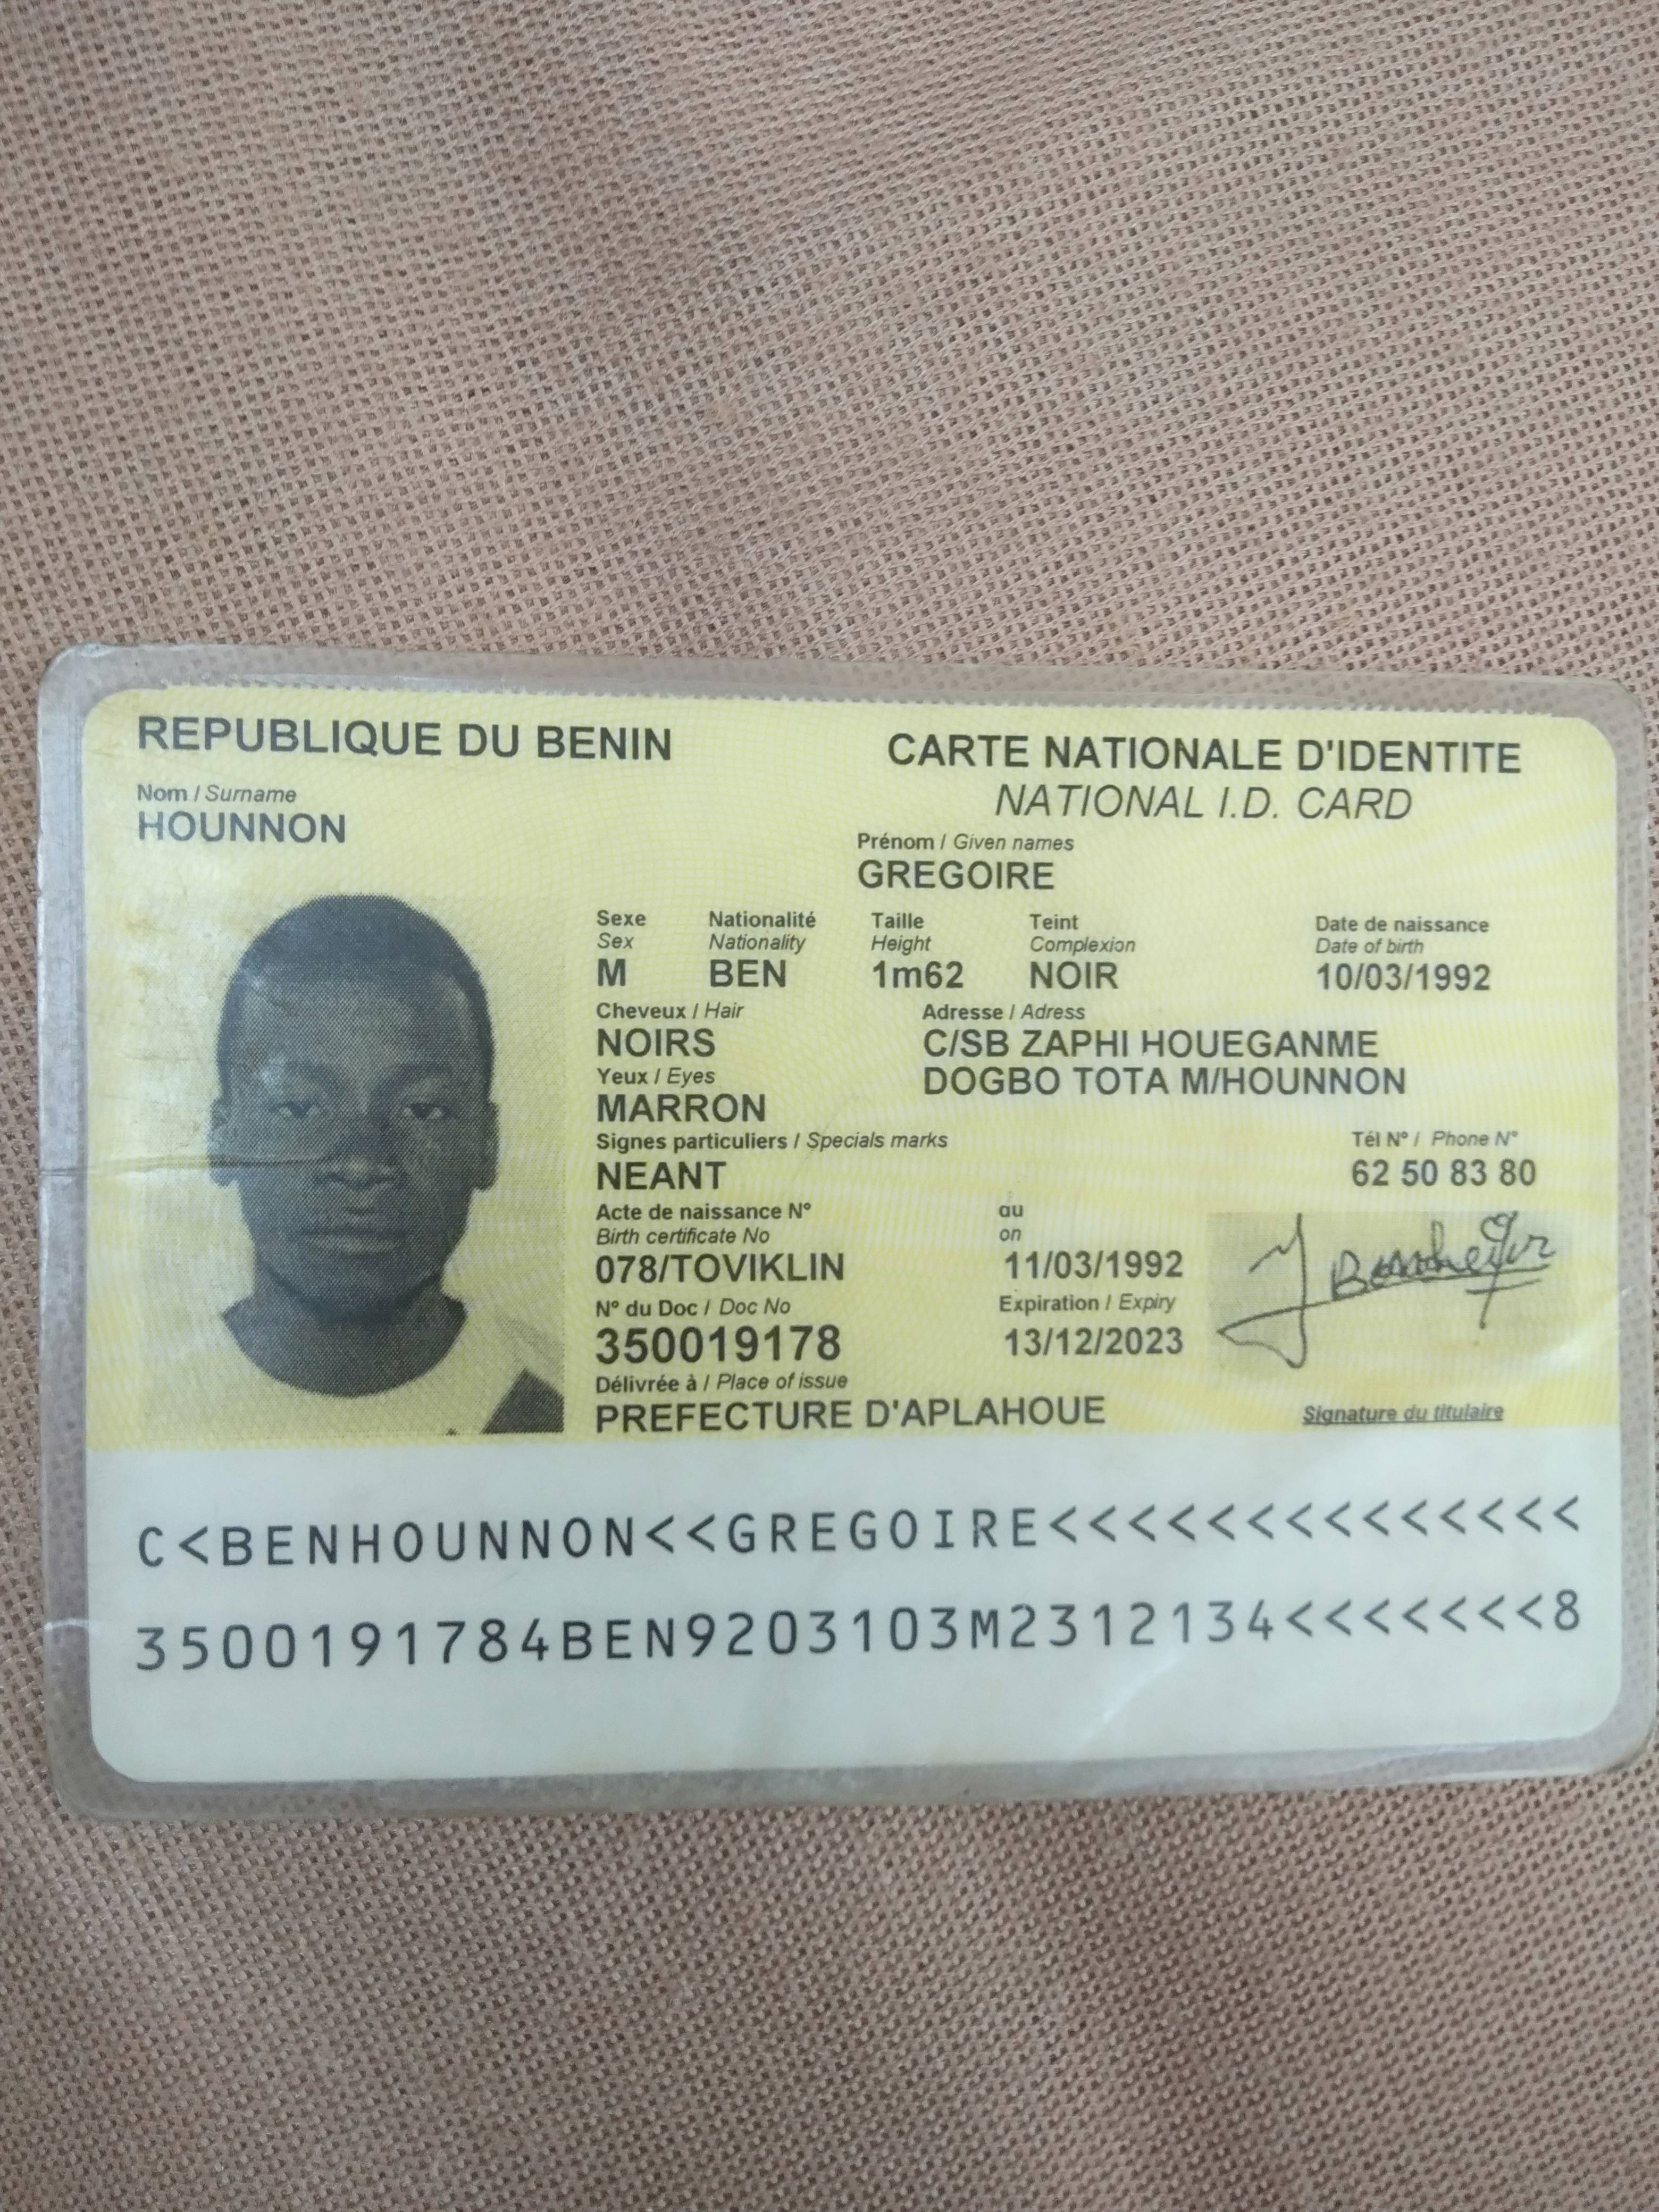 REPUBLIQUE DU BENIN
CARTE NATIONALE D'IDENTITE
NATIONAL I.D. CARD
Nom / Surname
HOUNNON
Prénom / Given names
GREGOIRE
Sexe Nationalité Taille Teint Date de naissance
Sex Nationality Height Complexion Date of birth
M BEN 1m62 NOIR 10/03/1992
Cheveux / Hair Adresse / Adress
NOIRS C/SB ZAPHI HOUEGANME
Yeux / Eyes DOGBO TOTA M/HOUNNON
MARRON
Signes particuliers / Specials marks Tél N° / Phone N°
NEANT 62 50 83 80
Acte de naissance N° au
Birth certificate No on
078/TOVIKLIN 11/03/1992
N° du Doc / Doc No Expiration / Expiry
350019178 13/12/2023
Délivrée à / Place of issue
PREFECTURE D'APLAHOUE Signature du titulaire
C<BENHOUNNON<<GREGOIRE<<<<<<<<<<<<<<
3500191784BEN9203103M2312134<<<<<<<8